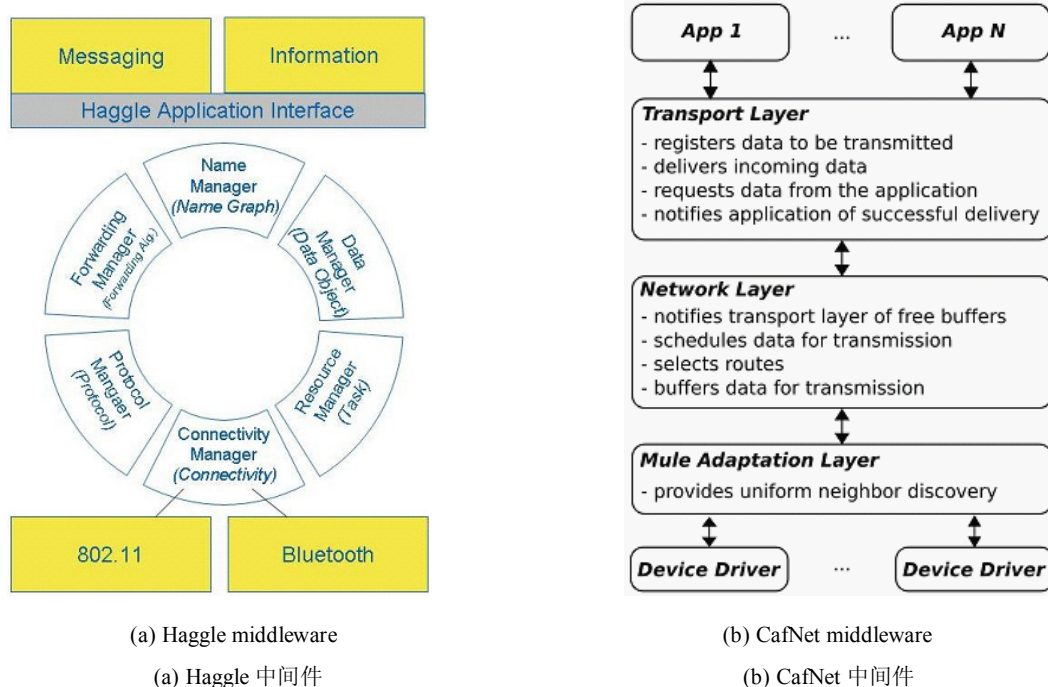 Messaging
Information
Haggle Application Interface
Name
Manager
(Name Graph)
Data
Manager
(Data Object)
Resource
Manager
(Task)
Connectivity
Manager
(Connectivity)
Protocol
Mangaer
(Protocol)
Forwarding
Manager
(Forwarding Alg.)
802.11
Bluetooth
(a) Haggle middleware
(a) Haggle 中间件
App 1
...
App N
Transport Layer
- registers data to be transmitted
- delivers incoming data
- requests data from the application
- notifies application of successful delivery
Network Layer
- notifies transport layer of free buffers
- schedules data for transmission
- selects routes
- buffers data for transmission
Mule Adaptation Layer
- provides uniform neighbor discovery
Device Driver
...
Device Driver
(b) CafNet middleware
(b) CafNet 中间件